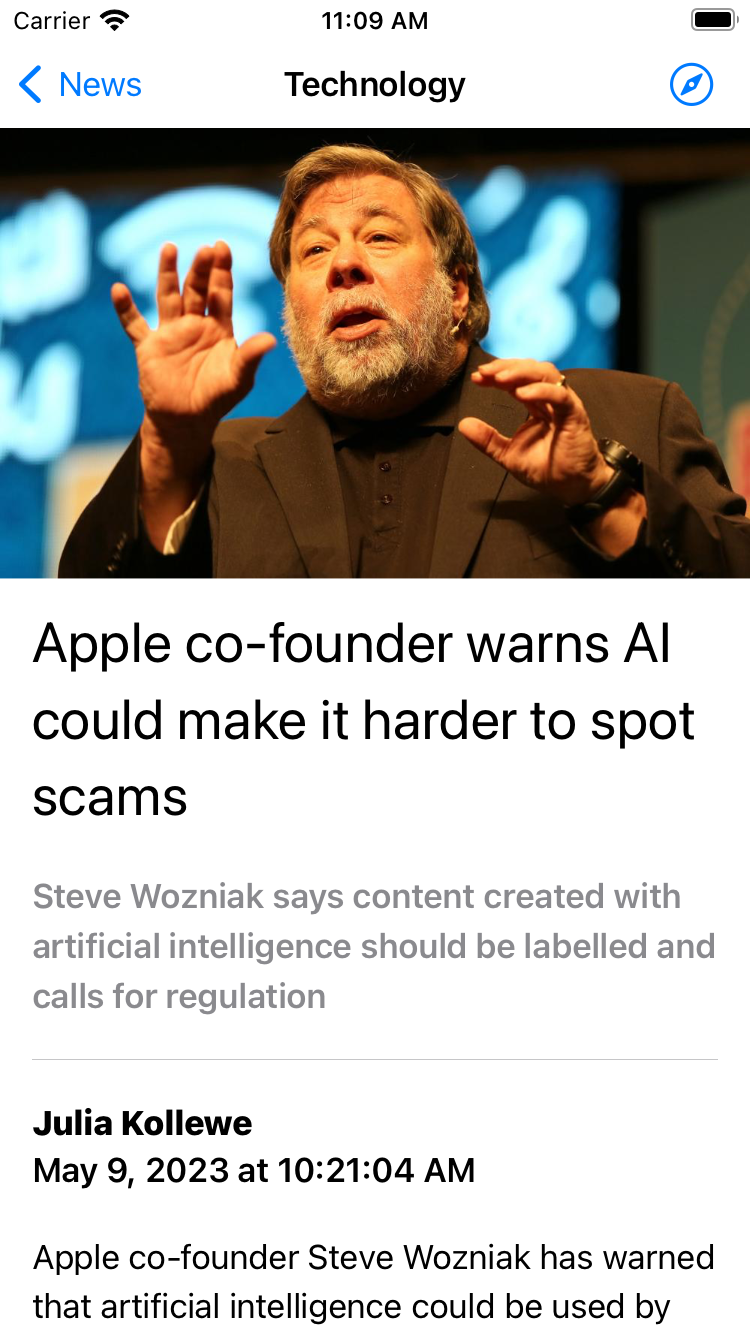 Carrier 11:09 AM
News Technology
Apple co-founder warns AI
could make it harder to spot
scams
Steve Wozniak says content created with
artificial intelligence should be labelled and
calls for regulation
Julia Kollewe
May 9, 2023 at 10:21:04 AM
Apple co-founder Steve Wozniak has warned
that artificial intelligence could be used by